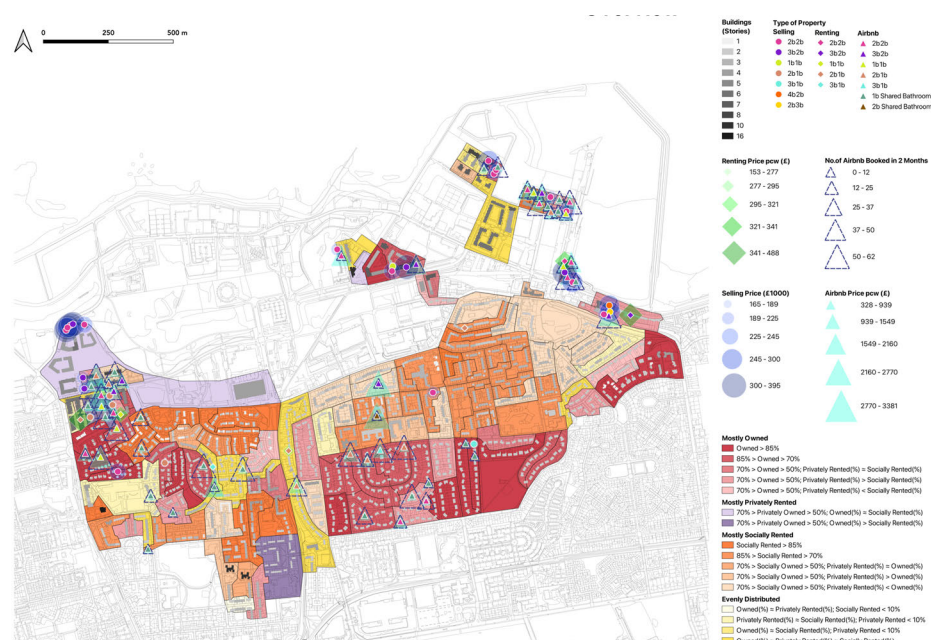 0 250 500 m
Buildings
(Stories)
1
2
3
4
5
6
7
8
10
16
Type of Property
Selling
2b2b
3b2b
1b1b
2b1b
3b1b
4b2b
2b3b
Renting
2b2b
3b2b
1b1b
2b1b
3b1b
Airbnb
2b2b
3b2b
1b1b
2b1b
3b1b
1b Shared Bathroom
2b Shared Bathroom
Renting Price pcw (£)
153 - 277
277 - 295
295 - 321
321 - 341
341 - 488
No.of Airbnb Booked in 2 Months
0 - 12
12 - 25
25 - 37
37 - 50
50 - 62
Selling Price (£1000)
165 - 189
189 - 225
225 - 245
245 - 300
300 - 395
Airbnb Price pcw (£)
328 - 939
939 - 1549
1549 - 2160
2160 - 2770
2770 - 3381
Mostly Owned
Owned > 85%
85% > Owned > 70%
70% > Owned > 50%; Privately Rented(%) = Socially Rented(%)
70% > Owned > 50%; Privately Rented(%) > Socially Rented(%)
70% > Owned > 50%; Privately Rented(%) < Socially Rented(%)
Mostly Privately Rented
70% > Privately Owned > 50%; Owned(%) = Socially Rented(%)
70% > Privately Owned > 50%; Owned(%) > Socially Rented(%)
Mostly Socially Rented
Socially Rented > 85%
85% > Socially Rented > 70%
70% > Socially Owned > 50%; Privately Rented(%) = Owned(%)
70% > Socially Owned > 50%; Privately Rented(%) > Owned(%)
70% > Socially Owned > 50%; Privately Rented(%) < Owned(%)
Evenly Distributed
Owned(%) = Privately Rented(%); Socially Rented < 10%
Privately Rented(%) = Socially Rented(%); Privately Rented < 10%
Owned(%) = Socially Rented(%); Privately Rented < 10%